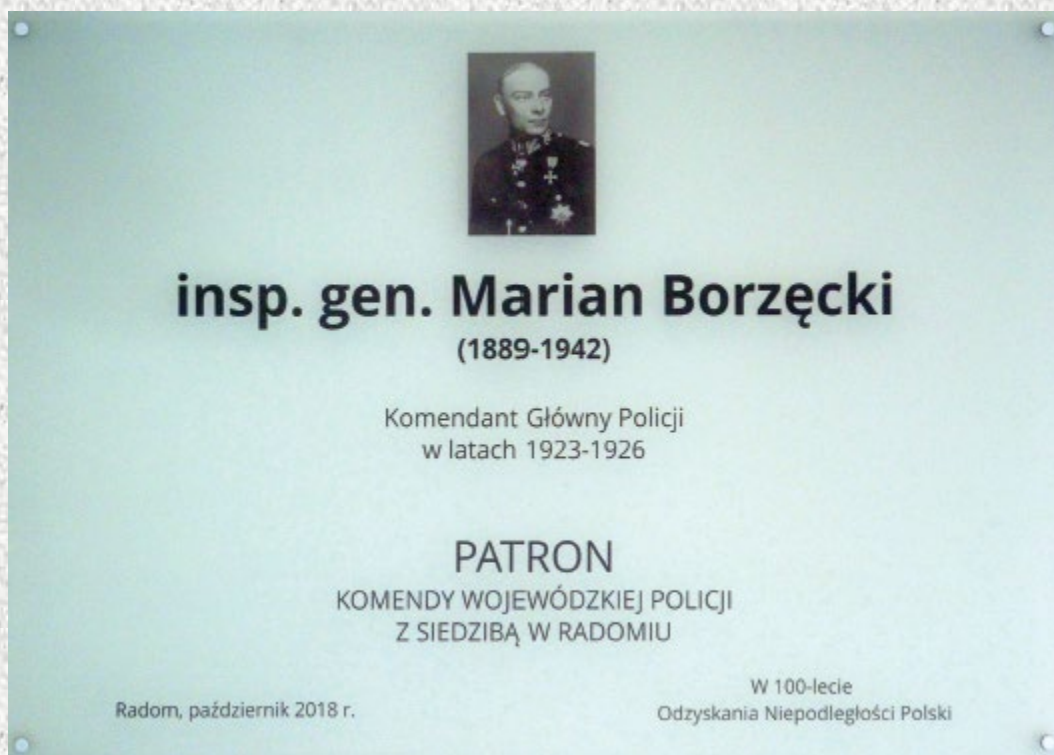 insp. gen. Marian Borzęcki
(1889-1942)
Komendant Główny Policji
w latach 1923-1926
PATRON
KOMENDY WOJEWÓDZKIEJ POLICJI
Z SIEDZIBĄ W RADOMIU
Radom, październik 2018 r.
W 100-lecie
Odzyskania Niepodległości Polski